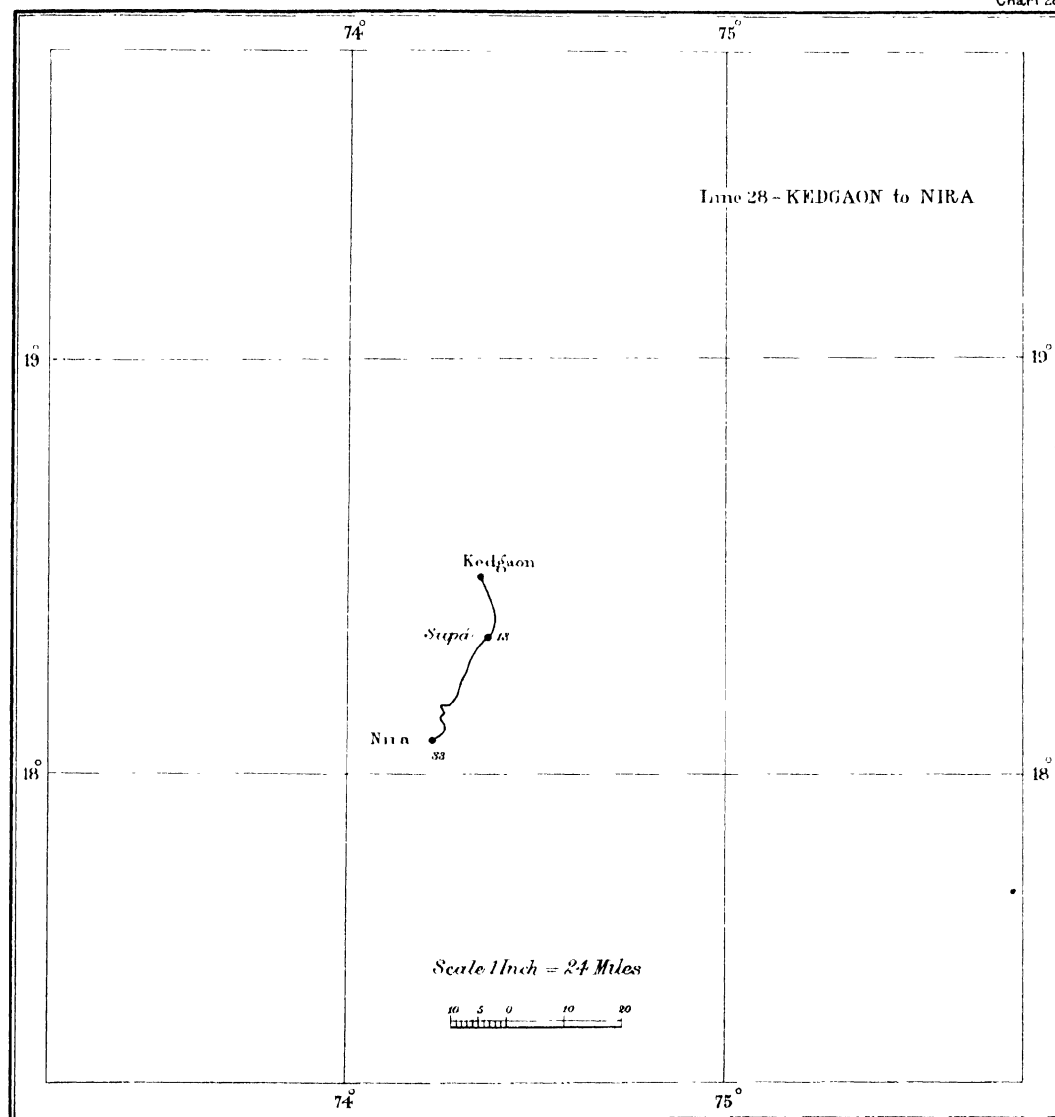 Chart 28
74° 75°
Line 28 - KEDGAON to NIRA
19° 19°
Kedgaon
Supá 13
Nira
33
18° 18°
Scale 1 Inch = 24 Miles
10 5 0 10 20
74° 75°